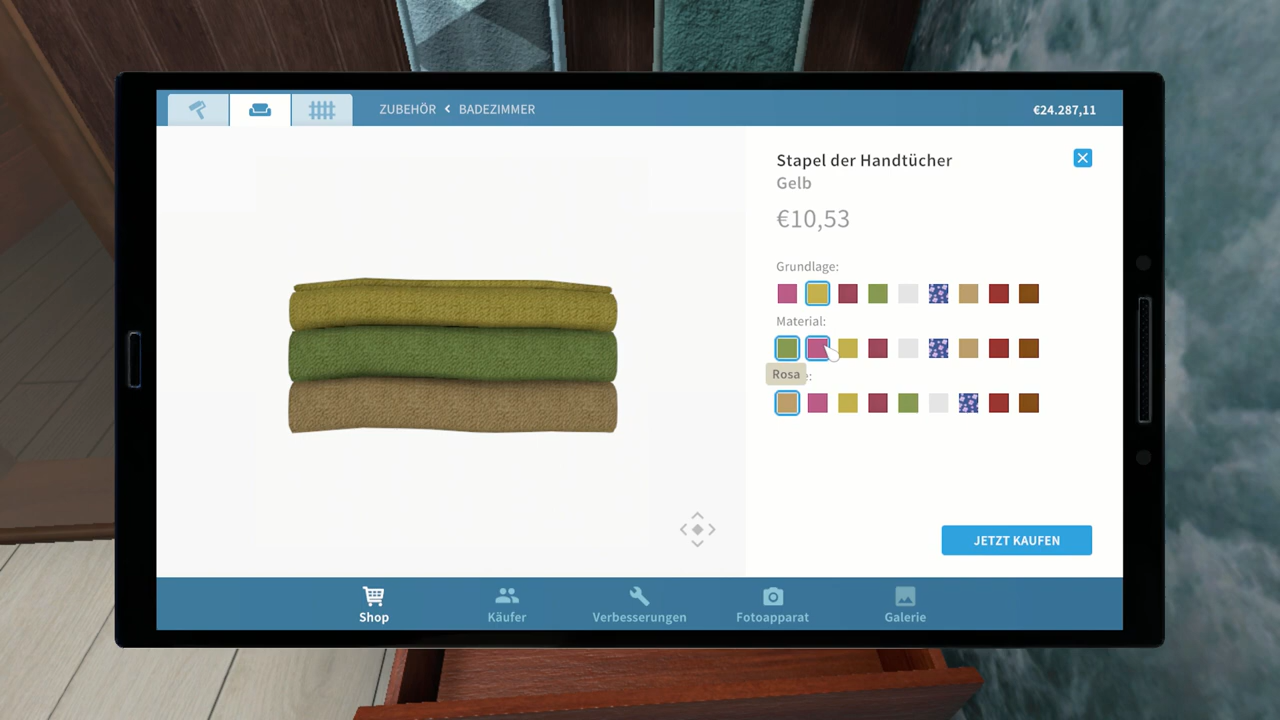 ZUBEHÖR < BADEZIMMER
€24.287,11
Stapel der Handtücher
Gelb
€10,53
Grundlage:
Material:
Rosa
JETZT KAUFEN
Shop
Käufer
Verbesserungen
Fotoapparat
Galerie